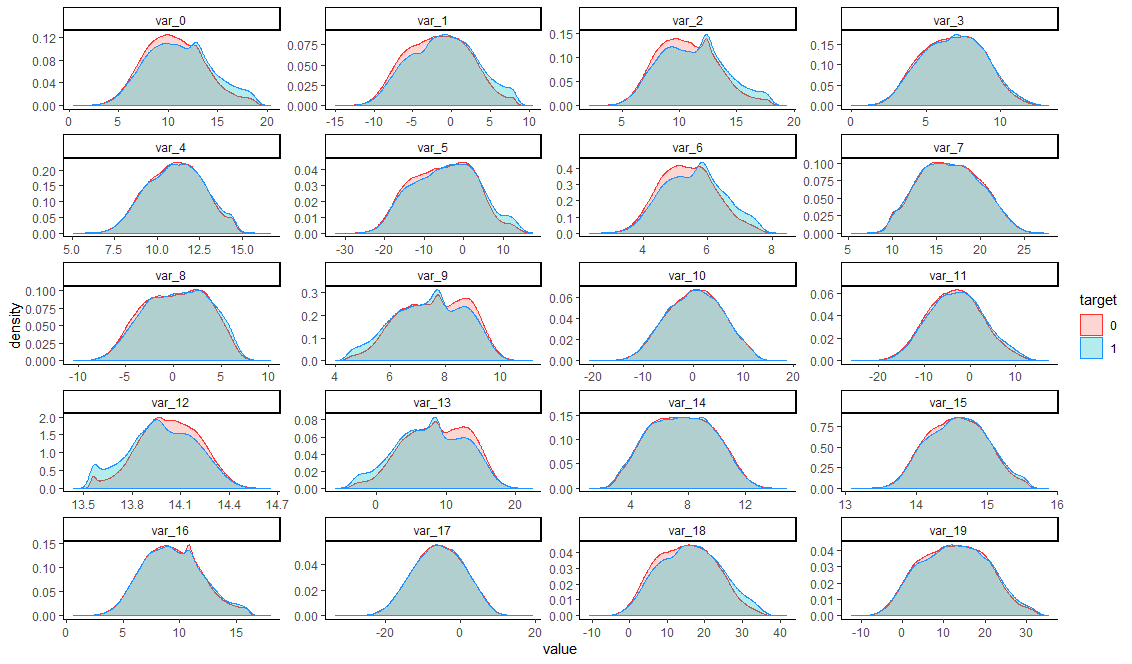 var_0 var_1 var_2 var_3
0.12 0.08 0.04 0.00
0.075 0.050 0.025 0.000
0.15 0.10 0.05 0.00
0.15 0.10 0.05 0.00
0 5 10 15 20 -15 -10 -5 0 5 10 5 10 15 20 0 5 10
var_4 var_5 var_6 var_7
0.20 0.15 0.10 0.05 0.00
0.04 0.03 0.02 0.01 0.00
0.4 0.3 0.2 0.1 0.0
0.100 0.075 0.050 0.025 0.000
5.0 7.5 10.0 12.5 15.0 -30 -20 -10 0 10 4 6 8 5 10 15 20 25
var_8 var_9 var_10 var_11
0.100 0.075 0.050 0.025 0.000
0.3 0.2 0.1 0.0
0.06 0.04 0.02 0.00
0.06 0.04 0.02 0.00
-10 -5 0 5 10 4 6 8 10 -20 -10 0 10 20 -20 -10 0 10
var_12 var_13 var_14 var_15
2.0 1.5 1.0 0.5 0.0
0.08 0.06 0.04 0.02 0.00
0.15 0.10 0.05 0.00
0.75 0.50 0.25 0.00
13.5 13.8 14.1 14.4 14.7 0 10 20 4 8 12 13 14 15 16
var_16 var_17 var_18 var_19
0.15 0.10 0.05 0.00
0.04 0.02 0.00
0.04 0.03 0.02 0.01 0.00
0.04 0.03 0.02 0.01 0.00
0 5 10 15 -20 0 20 -10 0 10 20 30 40 -10 0 10 20 30
density
value
target
0
1